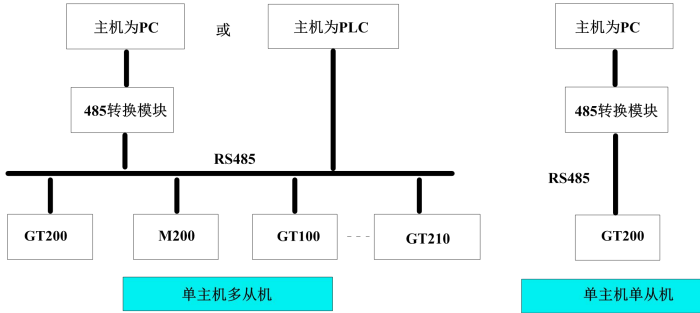 主机为PC
或
主机为PLC
主机为PC
485转换模块
485转换模块
RS485
RS485
GT200
M200
GT100
GT210
GT200
单主机多从机
单主机单从机